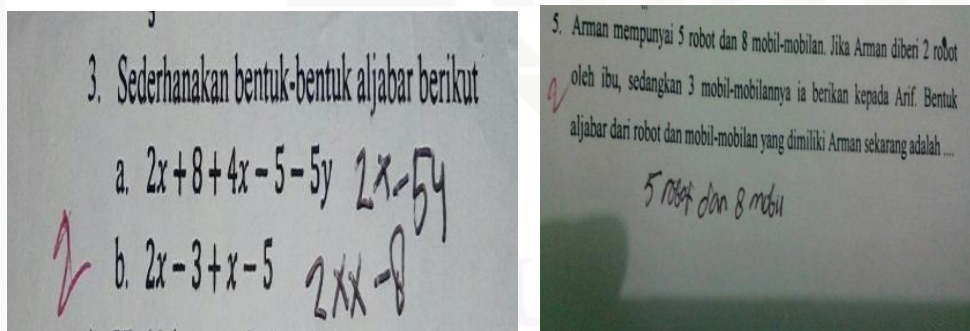 3. Sederhanakan bentuk-bentuk aljabar berikut
a. 2x + 8 + 4x - 5 - 5y 2x-5y
2 b. 2x - 3 + x - 5 2xx-8
5. Arman mempunyai 5 robot dan 8 mobil-mobilan. Jika Arman diberi 2 robot
2 oleh ibu, sedangkan 3 mobil-mobilannya ia berikan kepada Arif. Bentuk
aljabar dari robot dan mobil-mobilan yang dimiliki Arman sekarang adalah ....
5 robot dan 8 mobil